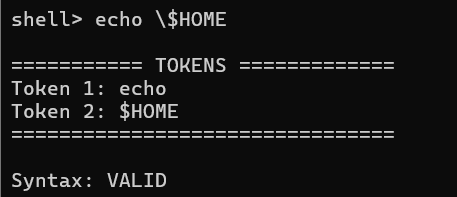 shell> echo \$HOME
=========== TOKENS =============
Token 1: echo
Token 2: $HOME
================================
Syntax: VALID